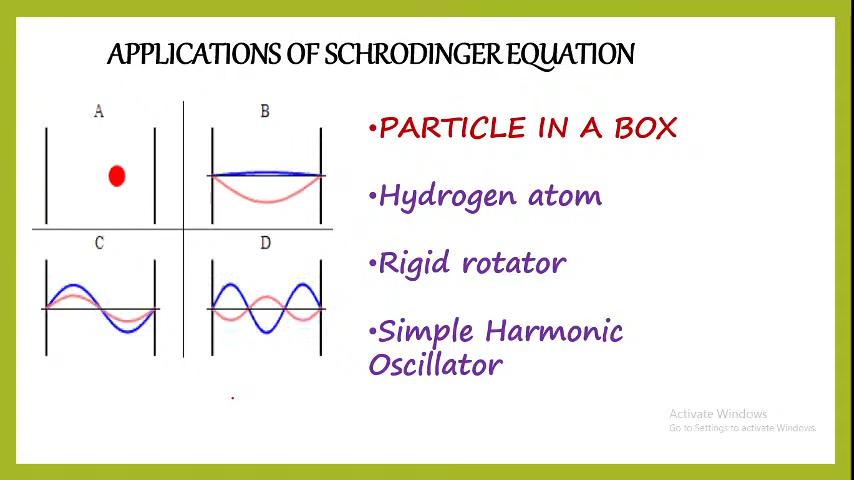 APPLICATIONS OF SCHRODINGER EQUATION
A
B
C
D
•PARTICLE IN A BOX
•Hydrogen atom
•Rigid rotator
•Simple Harmonic
Oscillator
Activate Windows
Go to Settings to activate Windows.